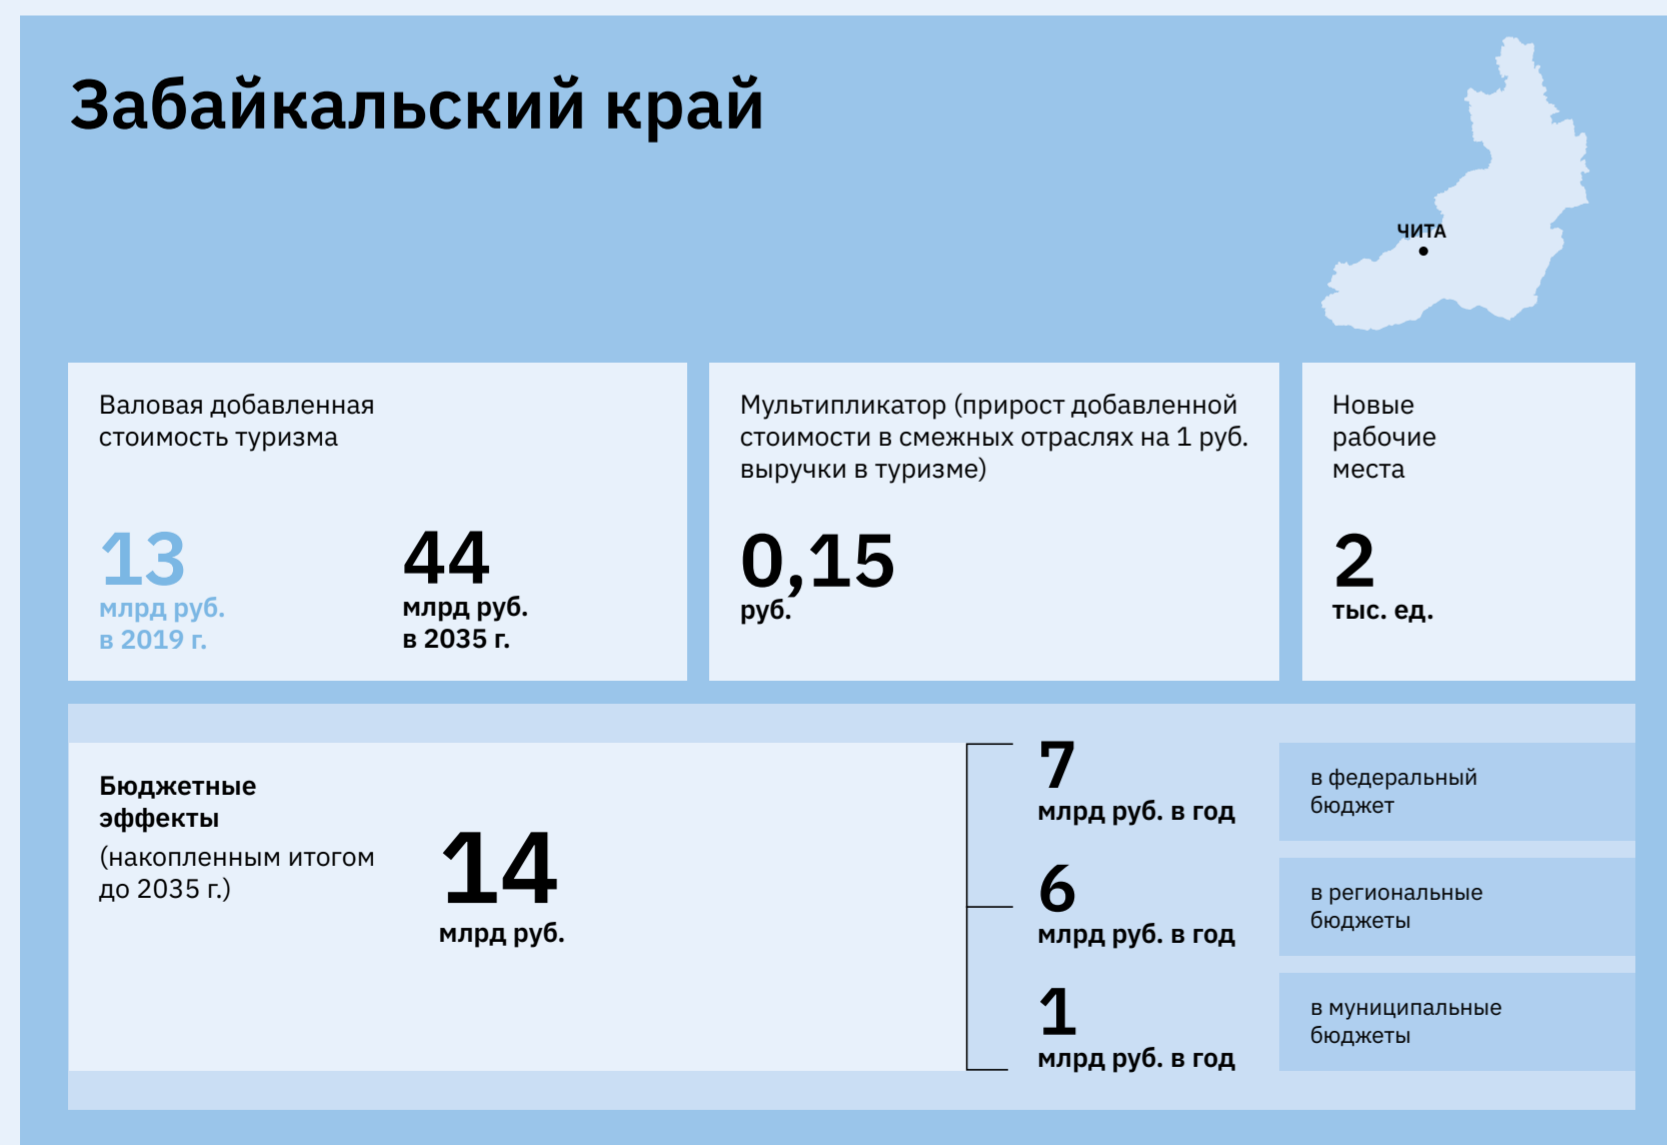 Забайкальский край
ЧИТА
Валовая добавленная
стоимость туризма
13
млрд руб.
в 2019 г.
44
млрд руб.
в 2035 г.
Мультипликатор (прирост добавленной
стоимости в смежных отраслях на 1 руб.
выручки в туризме)
0,15
руб.
Новые
рабочие
места
2
тыс. ед.
Бюджетные
эффекты
(накопленным итогом
до 2035 г.)
14
млрд руб.
7
млрд руб. в год
в федеральный
бюджет
6
млрд руб. в год
в региональные
бюджеты
1
млрд руб. в год
в муниципальные
бюджеты